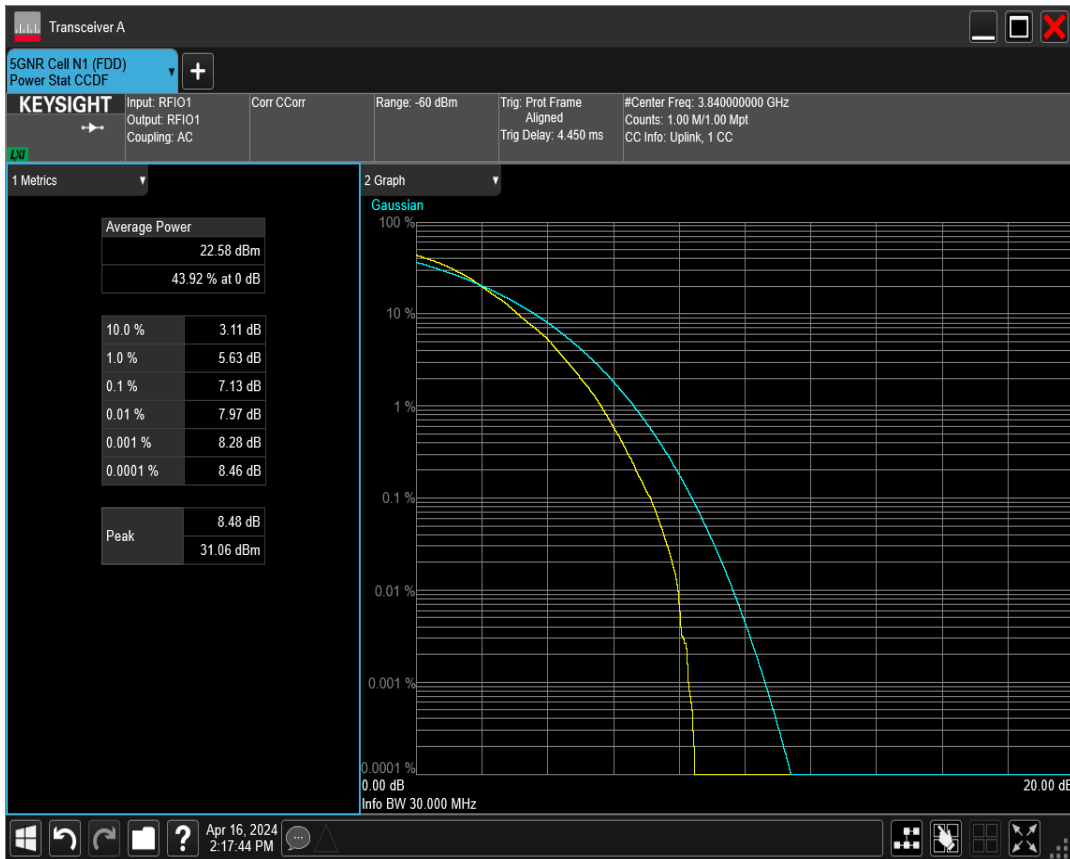 Transceiver A
5GNR Cell N1 (FDD)
Power Stat CCDF
+
KEYSIGHT
LXI
Input: RFIO1
Output: RFIO1
Coupling: AC
Corr CCorr
Range: -60 dBm
Trig: Prot Frame
Aligned
Trig Delay: 4.450 ms
#Center Freq: 3.840000000 GHz
Counts: 1.00 M/1.00 Mpt
CC Info: Uplink, 1 CC
1 Metrics
Average Power
22.58 dBm
43.92 % at 0 dB
10.0 % 3.11 dB
1.0 % 5.63 dB
0.1 % 7.13 dB
0.01 % 7.97 dB
0.001 % 8.28 dB
0.0001 % 8.46 dB
Peak
8.48 dB
31.06 dBm
2 Graph
Gaussian
100 %
10 %
1 %
0.1 %
0.01 %
0.001 %
0.0001 %
0.00 dB 20.00 dB
Info BW 30.000 MHz
? Apr 16, 2024
2:17:44 PM